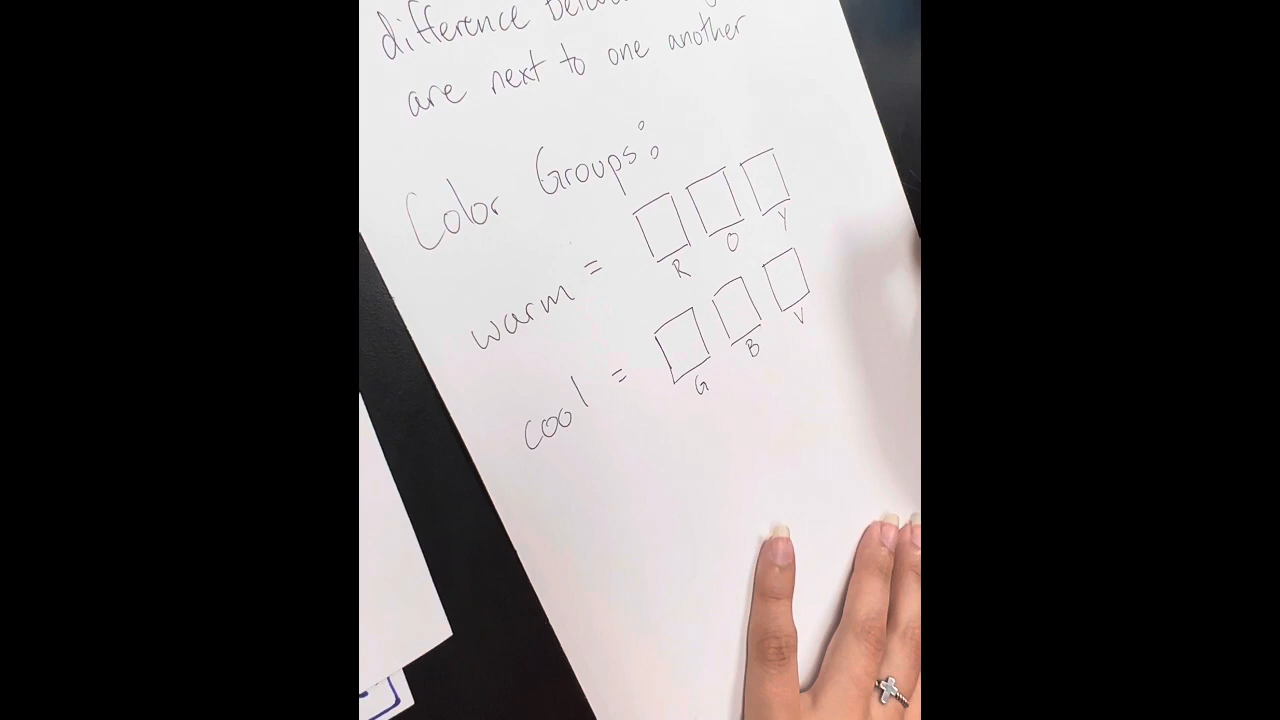 difference
are next to one another
Color Groups:
warm =
R O Y
cool =
G B V